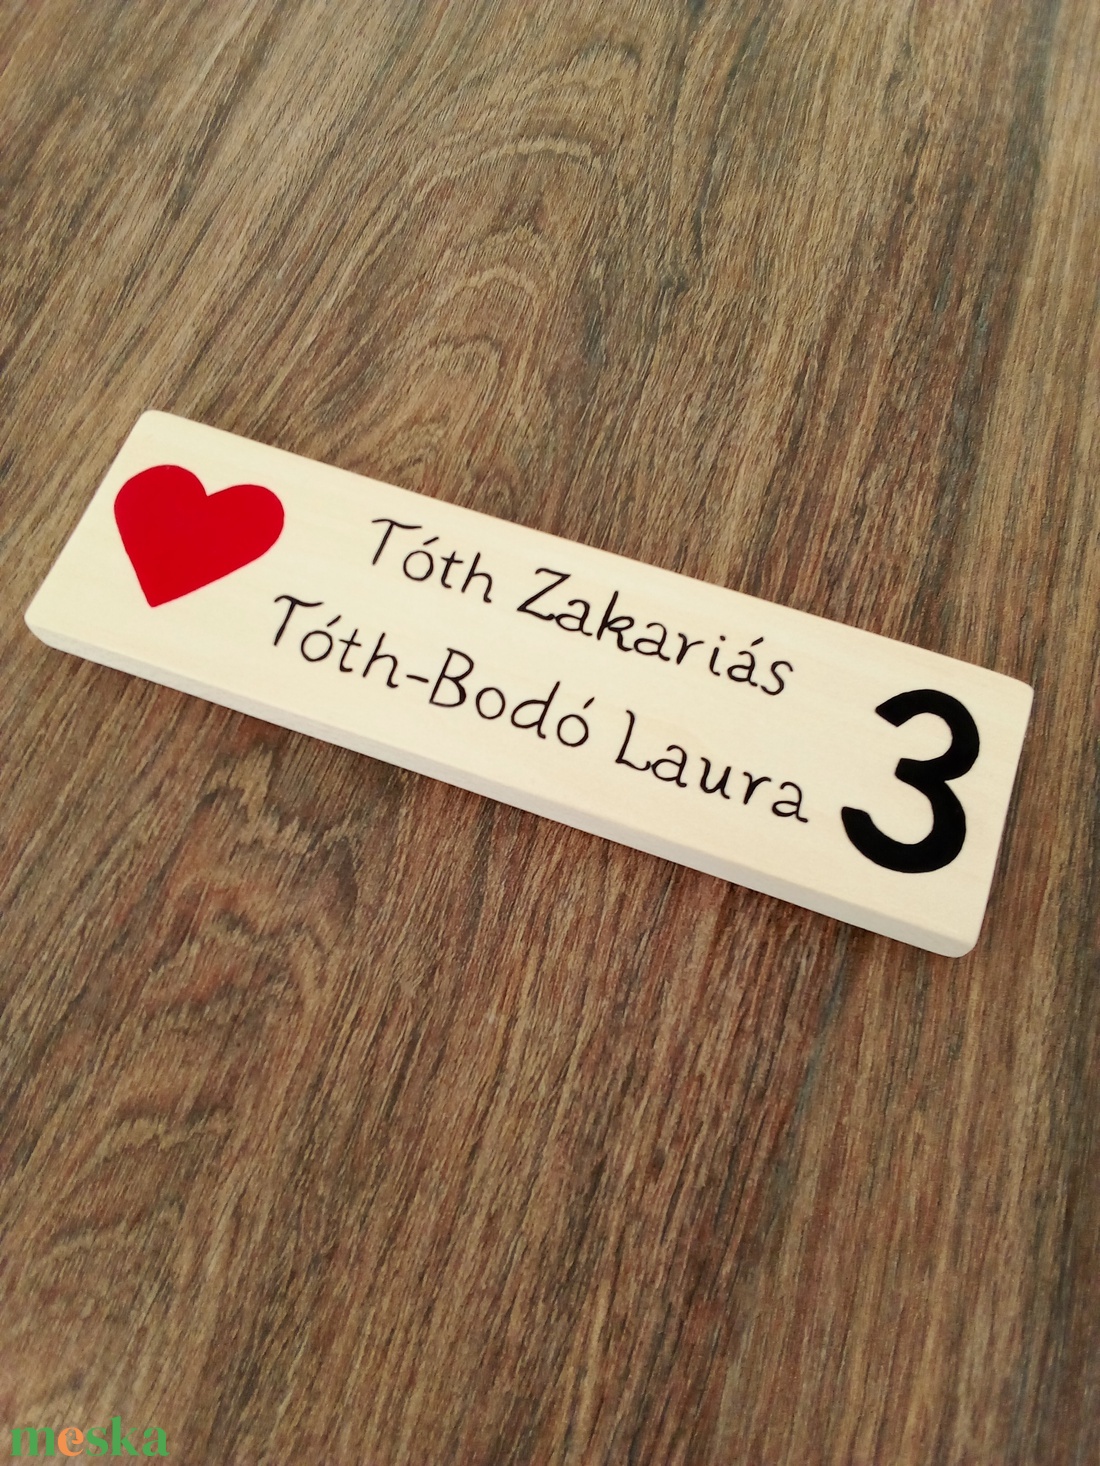 Tóth Zakariás
Tóth-Bodó Laura
3
meska